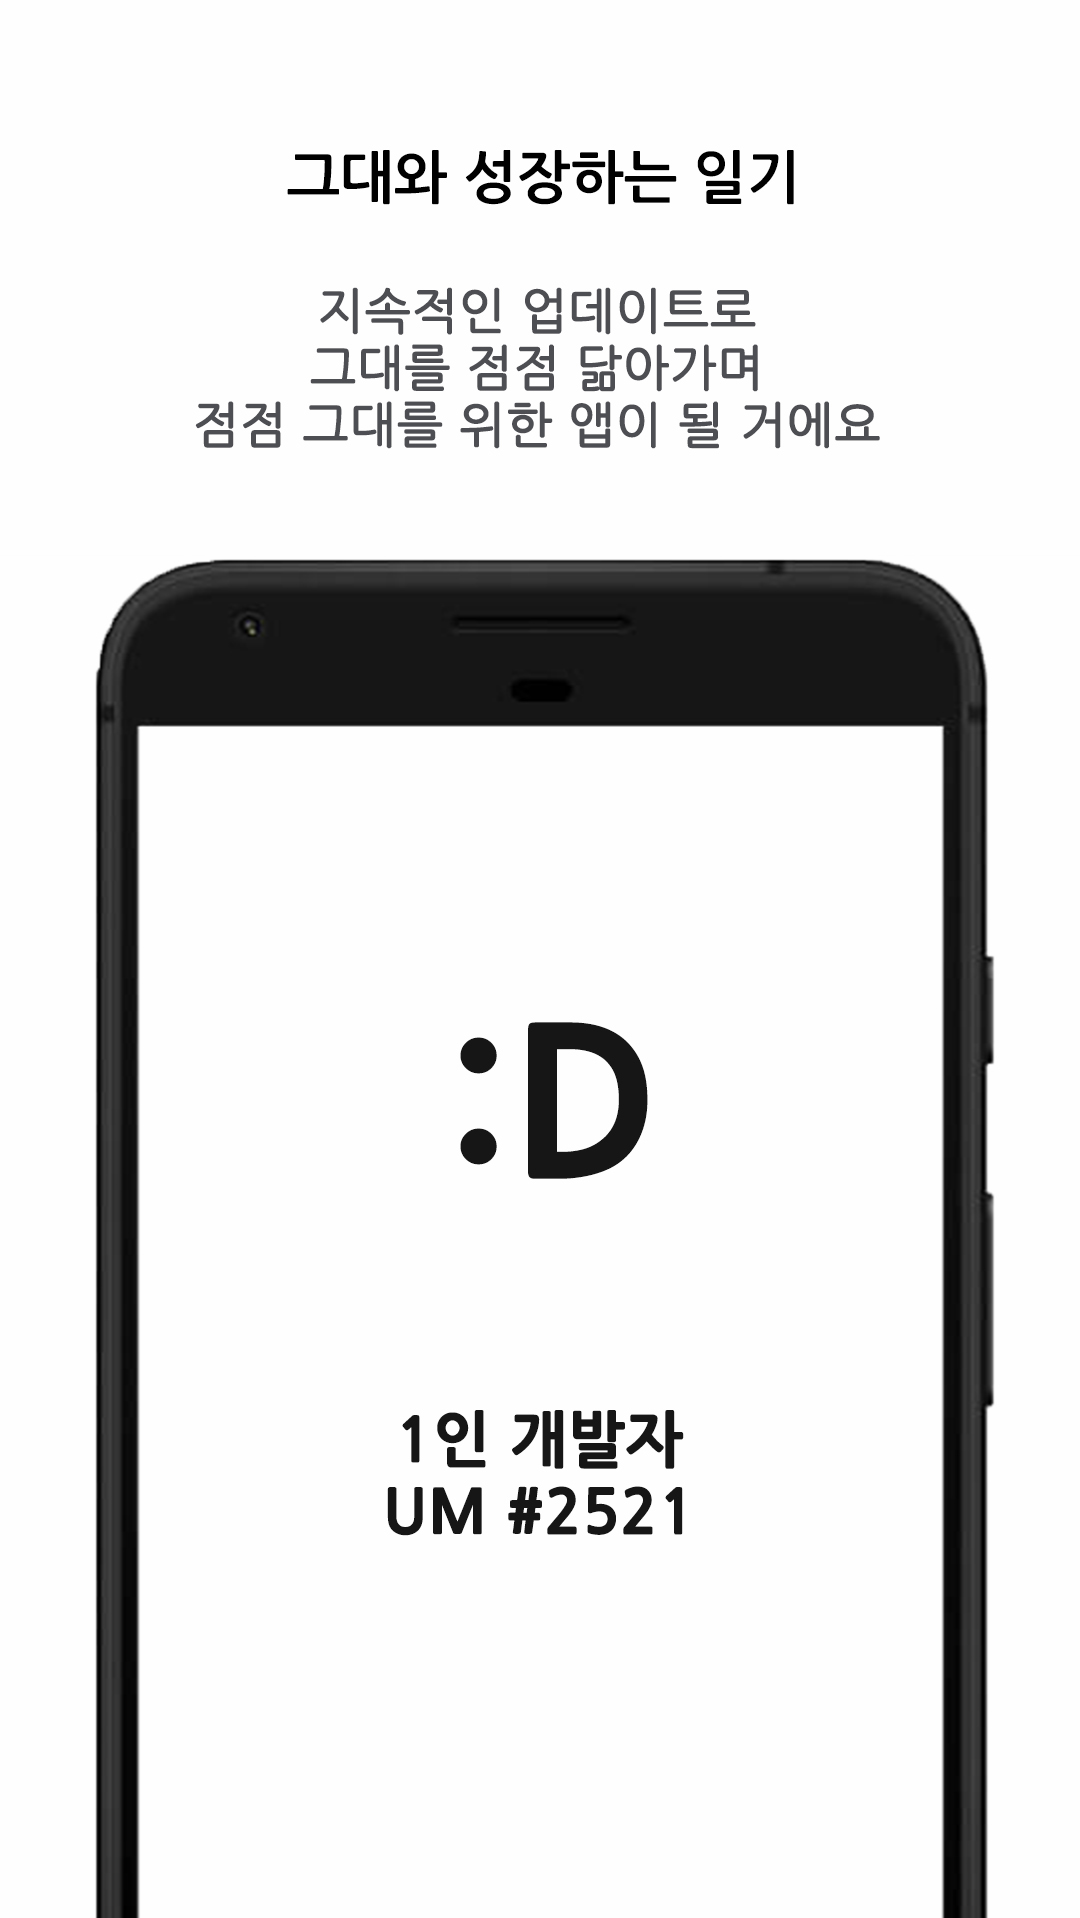 그대와 성장하는 일기
지속적인 업데이트로
그대를 점점 닮아가며
점점 그대를 위한 앱이 될 거에요
:D
1인 개발자
UM #2521